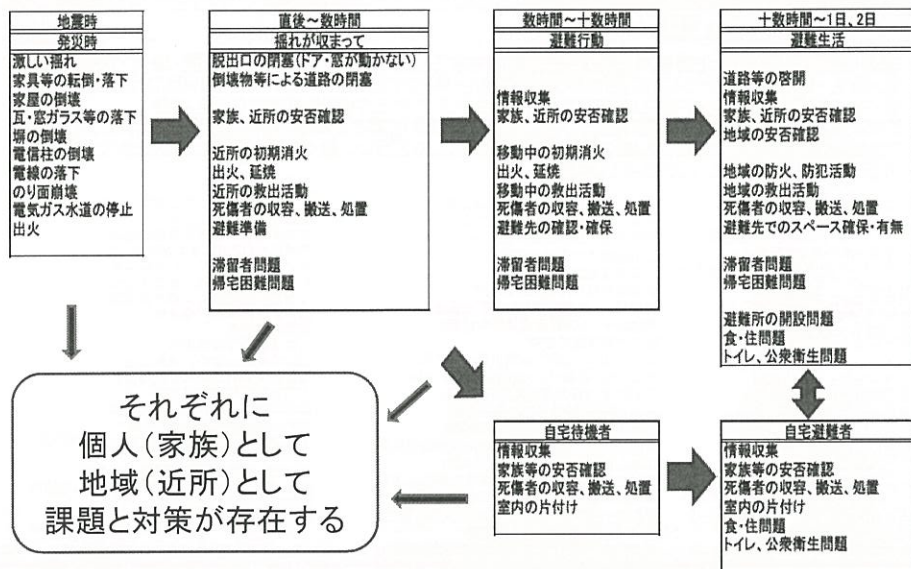 地震時
発災時
激しい揺れ
家具等の転倒・落下
家屋の倒壊
瓦・窓ガラス等の落下
塀の倒壊
電信柱の倒壊
電線の落下
のり面崩壊
電気ガス水道の停止
出火
直後～数時間
揺れが収まって
脱出口の閉塞(ドア・窓が動かない)
倒壊物等による道路の閉塞
家族、近所の安否確認
近所の初期消火
出火、延焼
近所の救出活動
死傷者の収容、搬送、処置
避難準備
滞留者問題
帰宅困難問題
数時間～十数時間
避難行動
情報収集
家族、近所の安否確認
移動中の初期消火
出火、延焼
移動中の救出活動
死傷者の収容、搬送、処置
避難先の確認・確保
滞留者問題
帰宅困難問題
十数時間～1日、2日
避難生活
道路等の啓開
情報収集
家族、近所の安否確認
地域の安否確認
地域の防火、防犯活動
地域の救出活動
死傷者の収容、搬送、処置
避難先でのスペース確保・有無
滞留者問題
帰宅困難問題
避難所の開設問題
食・住問題
トイレ、公衆衛生問題
それぞれに
個人(家族)として
地域(近所)として
課題と対策が存在する
自宅待機者
情報収集
家族等の安否確認
死傷者の収容、搬送、処置
室内の片付け
自宅避難者
情報収集
家族等の安否確認
死傷者の収容、搬送、処置
室内の片付け
食・住問題
トイレ、公衆衛生問題